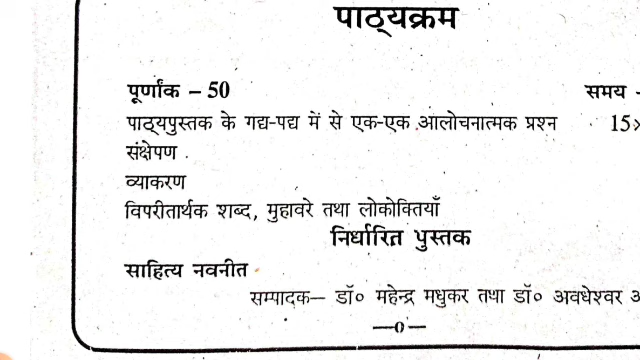 पाठ्यक्रम
पूर्णांक – 50 समय -
पाठ्यपुस्तक के गद्य-पद्य में से एक-एक आलोचनात्मक प्रश्न 15×
संक्षेपण
व्याकरण
विपरीतार्थक शब्द, मुहावरे तथा लोकोक्तियाँ
निर्धारित पुस्तक
साहित्य नवनीत
सम्पादक– डॉ० महेन्द्र मधुकर तथा डॉ० अवधेश्वर
—0—